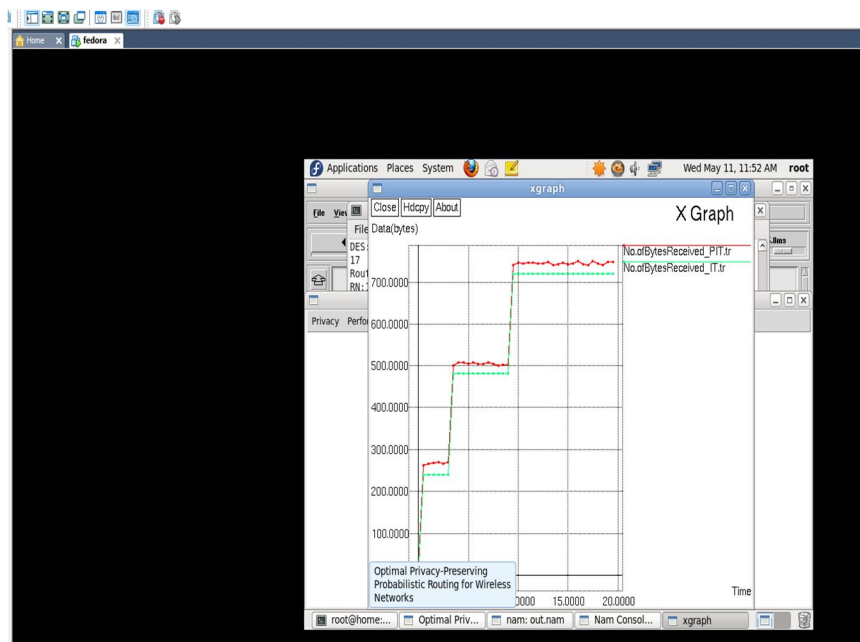 Home X fedora X
Applications Places System Wed May 11, 11:52 AM root
xgraph
File
Close Hdcpy About
X Graph
File
Data(bytes)
DES:
17
.8ms
No.ofBytesReceived_PIT.tr
No.ofBytesReceived_IT.tr
RN:
700.0000
Privacy
600.0000
500.0000
400.0000
300.0000
200.0000
100.0000
Optimal Privacy-Preserving
Probabilistic Routing for Wireless
Networks
Time
15.0000 20.0000
root@home:... Optimal Priv... nam: out.nam Nam Consol... xgraph